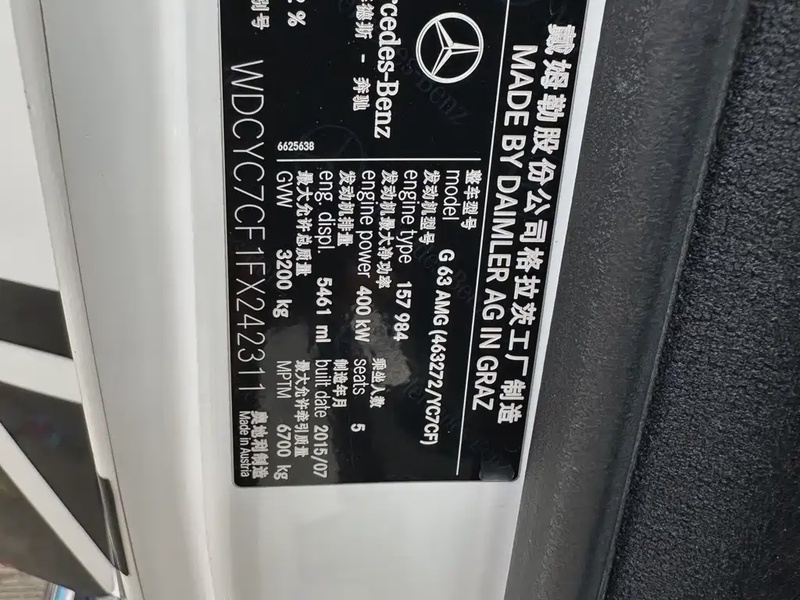 戴姆勒股份公司格拉茨工厂制造
MADE BY DAIMLER AG IN GRAZ
Mercedes-Benz
德斯 - 奔驰
整车型号
model G 63 AMG (463272/YC7CF)
发动机型号
engine type 157 984
发动机最大净功率 乘坐人数
engine power 400 kW seats 5
发动机排量 制造年月
eng. displ. 5461 ml built date 2015/07
最大允许总质量 最大允许牵引质量
GVW 3200 kg MPTM 6700 kg
6625638
2 %
别号
WDCYC7CF1FX242311
奥地利制造
Made in Austria